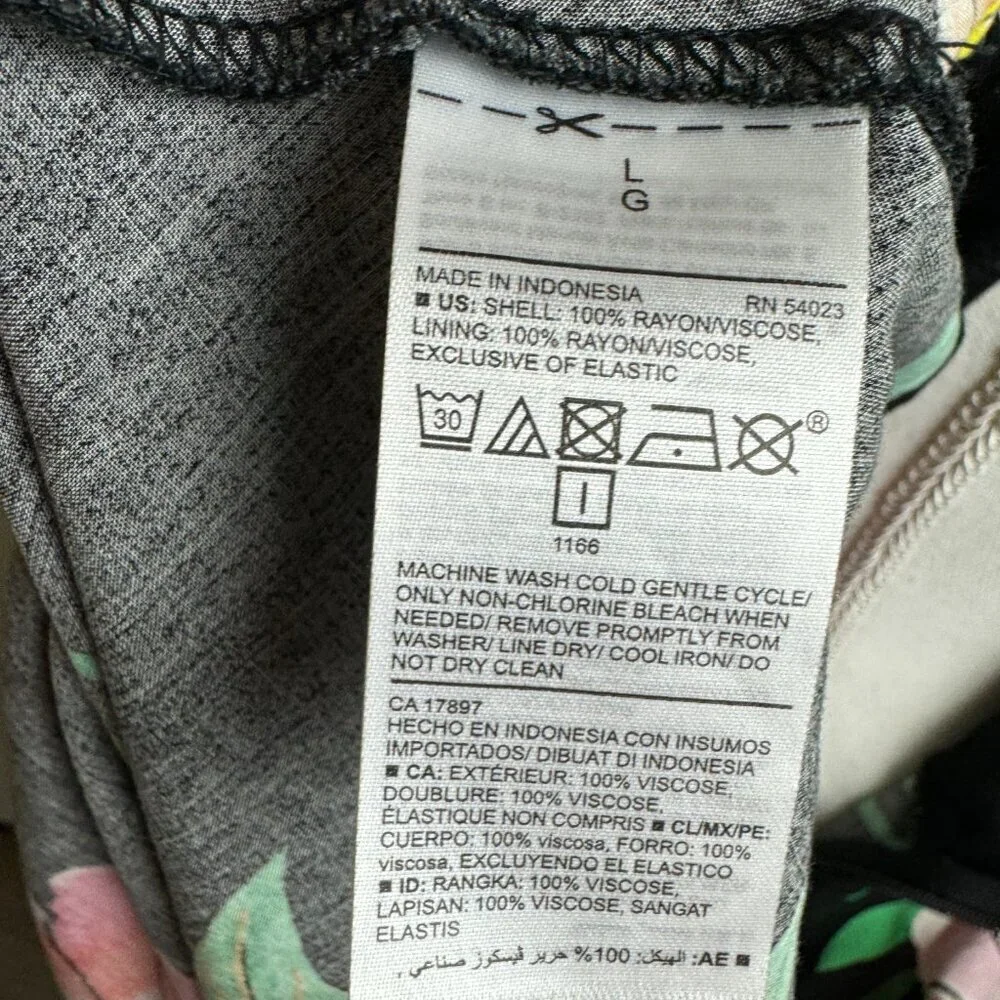 L
G
MADE IN INDONESIA RN 54023
US: SHELL: 100% RAYON/VISCOSE,
LINING: 100% RAYON/VISCOSE,
EXCLUSIVE OF ELASTIC
30
®
1166
MACHINE WASH COLD GENTLE CYCLE/
ONLY NON-CHLORINE BLEACH WHEN
NEEDED/ REMOVE PROMPTLY FROM
WASHER/ LINE DRY/ COOL IRON/ DO
NOT DRY CLEAN
CA 17897
HECHO EN INDONESIA CON INSUMOS
IMPORTADOS/ DIBUAT DI INDONESIA
CA: EXTÉRIEUR: 100% VISCOSE,
DOUBLURE: 100% VISCOSE,
ÉLASTIQUE NON COMPRIS CL/MX/PE:
CUERPO: 100% viscosa, FORRO: 100%
viscosa, EXCLUYENDO EL ELASTICO
ID: RANGKA: 100% VISCOSE,
LAPISAN: 100% VISCOSE, SANGAT
ELASTIS
AE: الهيكل: 100% حرير ڤيسكوز صناعي ,